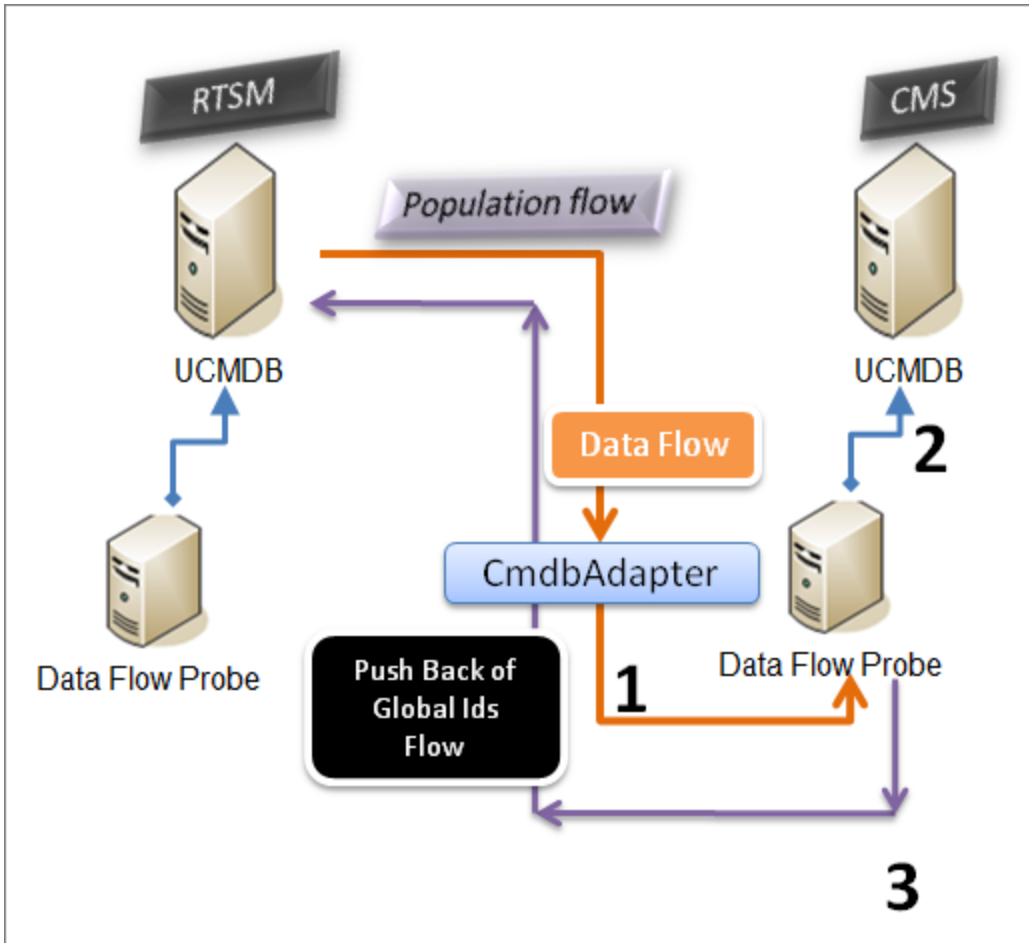 RTSM
CMS
Population flow
UCMDB
UCMDB
Data Flow
2
CmdbAdapter
Data Flow Probe
Data Flow Probe
1
Push Back of
Global Ids
Flow
3